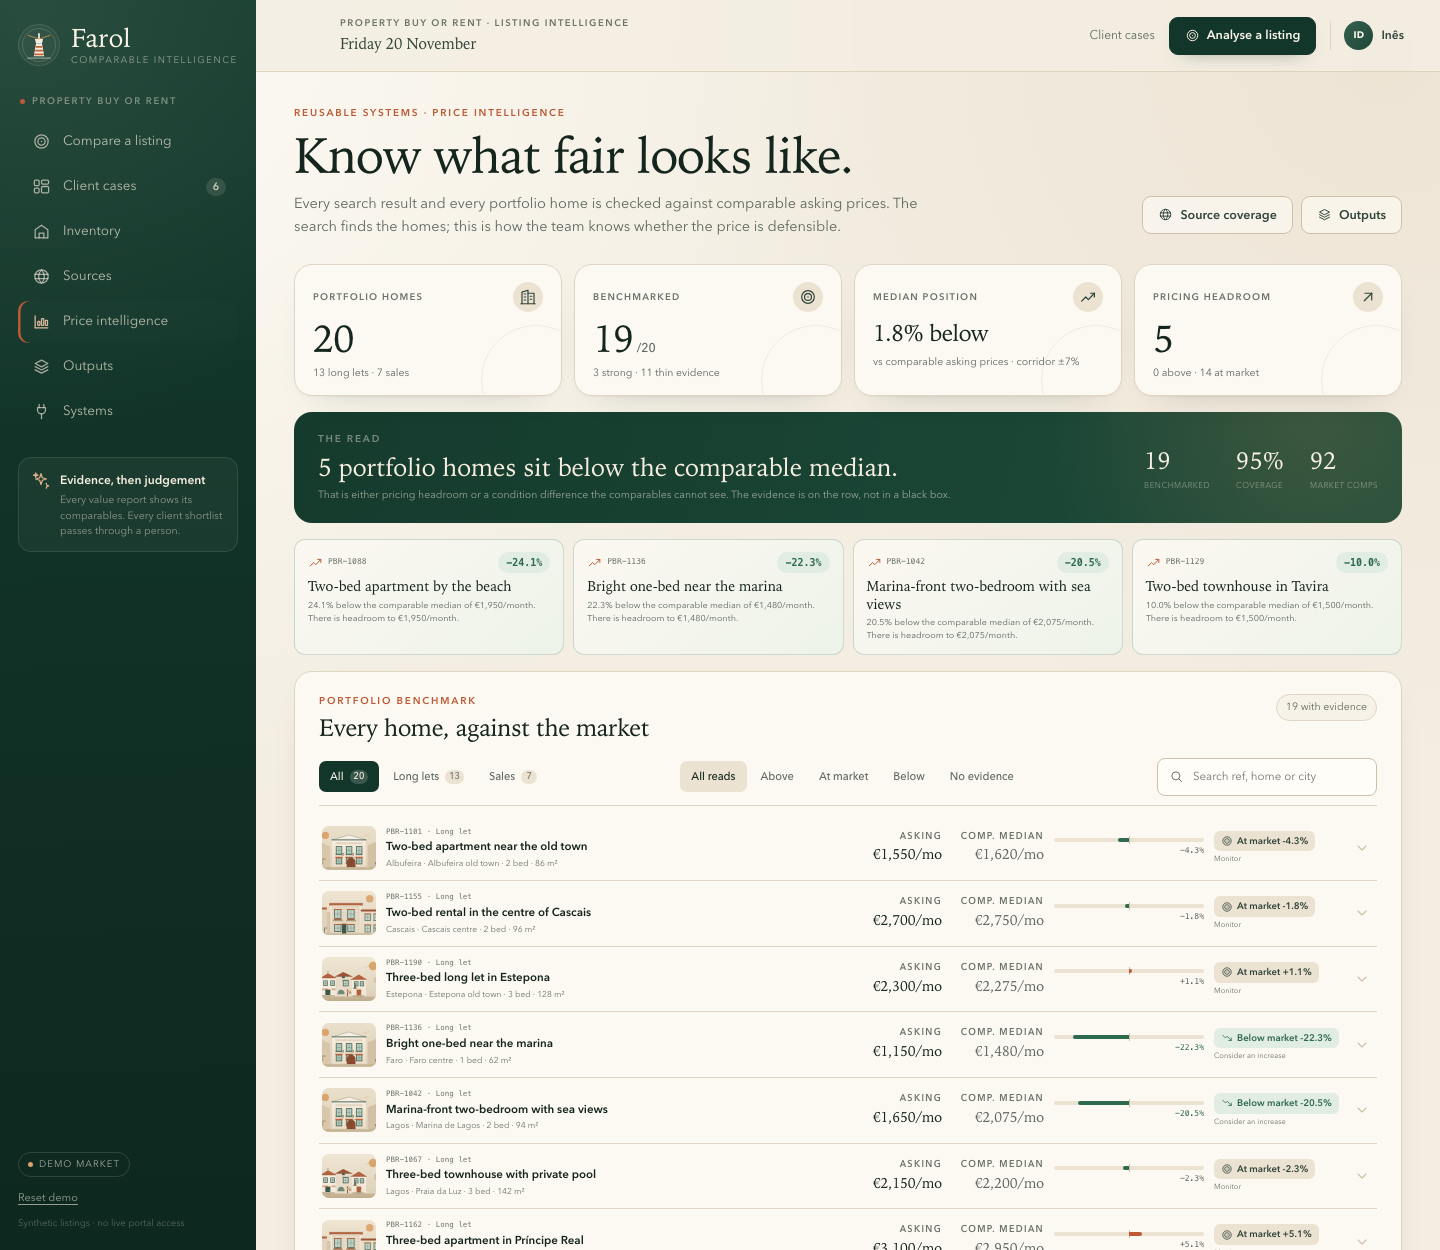 Farol
COMPARABLE INTELLIGENCE
PROPERTY BUY OR RENT
Compare a listing
Client cases 6
Inventory
Sources
Price intelligence
Outputs
Systems
Evidence, then judgement
Every value report shows its
comparables. Every client shortlist
passes through a person.
DEMO MARKET
Reset demo
Synthetic listings · no live portal access
PROPERTY BUY OR RENT · LISTING INTELLIGENCE
Friday 20 November
Client cases
Analyse a listing
ID
Inês
REUSABLE SYSTEMS · PRICE INTELLIGENCE
Know what fair looks like.
Every search result and every portfolio home is checked against comparable asking prices. The
search finds the homes; this is how the team knows whether the price is defensible.
Source coverage
Outputs
PORTFOLIO HOMES
20
13 long lets · 7 sales
BENCHMARKED
19 /20
3 strong · 11 thin evidence
MEDIAN POSITION
1.8% below
vs comparable asking prices · corridor ±7%
PRICING HEADROOM
5
0 above · 14 at market
THE READ
5 portfolio homes sit below the comparable median.
That is either pricing headroom or a condition difference the comparables cannot see. The evidence is on the row, not in a black box.
19
BENCHMARKED
95%
COVERAGE
92
MARKET COMPS
PBR-1088 −24.1%
Two-bed apartment by the beach
24.1% below the comparable median of €1,950/month.
There is headroom to €1,950/month.
PBR-1136 −22.3%
Bright one-bed near the marina
22.3% below the comparable median of €1,480/month.
There is headroom to €1,480/month.
PBR-1042 −20.5%
Marina-front two-bedroom with sea
views
20.5% below the comparable median of €2,075/month.
There is headroom to €2,075/month.
PBR-1129 −10.0%
Two-bed townhouse in Tavira
10.0% below the comparable median of €1,500/month.
There is headroom to €1,500/month.
PORTFOLIO BENCHMARK
Every home, against the market
19 with evidence
All 20 Long lets 13 Sales 7
All reads Above At market Below No evidence
Search ref, home or city
PBR-1101 · Long let
Two-bed apartment near the old town
Albufeira · Albufeira old town · 2 bed · 86 m²
ASKING
€1,550/mo
COMP. MEDIAN
€1,620/mo
−4.3%
At market -4.3%
Monitor
PBR-1155 · Long let
Two-bed rental in the centre of Cascais
Cascais · Cascais centre · 2 bed · 96 m²
ASKING
€2,700/mo
COMP. MEDIAN
€2,750/mo
−1.8%
At market -1.8%
Monitor
PBR-1190 · Long let
Three-bed long let in Estepona
Estepona · Estepona old town · 3 bed · 128 m²
ASKING
€2,300/mo
COMP. MEDIAN
€2,275/mo
+1.1%
At market +1.1%
Monitor
PBR-1136 · Long let
Bright one-bed near the marina
Faro · Faro centre · 1 bed · 62 m²
ASKING
€1,150/mo
COMP. MEDIAN
€1,480/mo
−22.3%
Below market -22.3%
Consider an increase
PBR-1042 · Long let
Marina-front two-bedroom with sea views
Lagos · Marina de Lagos · 2 bed · 94 m²
ASKING
€1,650/mo
COMP. MEDIAN
€2,075/mo
−20.5%
Below market -20.5%
Consider an increase
PBR-1067 · Long let
Three-bed townhouse with private pool
Lagos · Praia da Luz · 3 bed · 142 m²
ASKING
€2,150/mo
COMP. MEDIAN
€2,200/mo
−2.3%
At market -2.3%
Monitor
PBR-1162 · Long let
Three-bed apartment in Príncipe Real
ASKING
€3,100/mo
COMP. MEDIAN
€2,950/mo
+5.1%
At market +5.1%